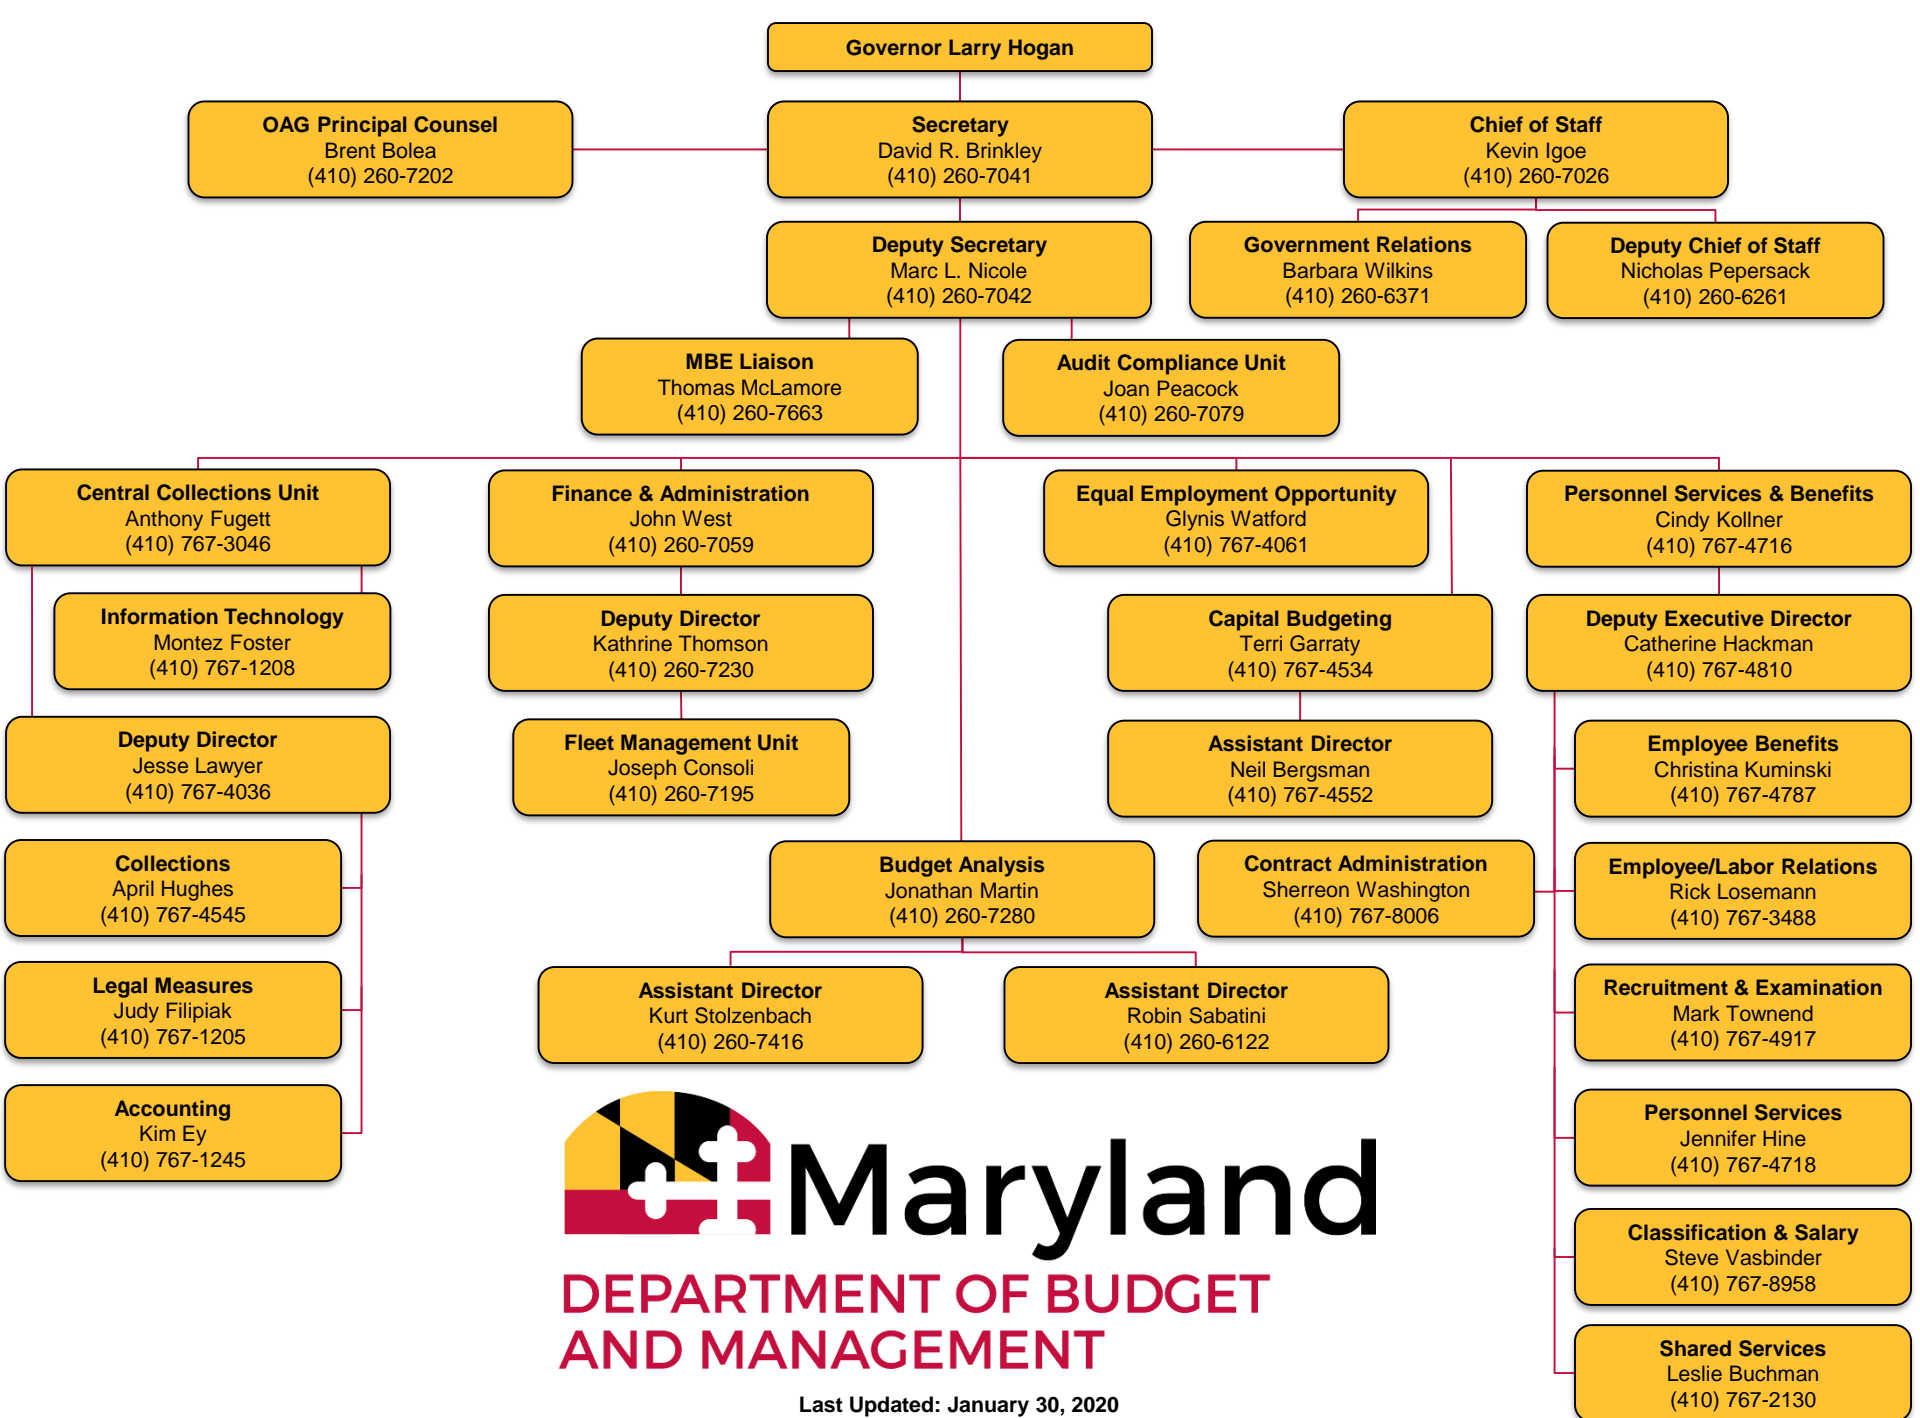 Governor Larry Hogan
OAG Principal Counsel
Brent Bolea
(410) 260-7202
Secretary
David R. Brinkley
(410) 260-7041
Chief of Staff
Kevin Igoe
(410) 260-7026
Deputy Secretary
Marc L. Nicole
(410) 260-7042
Government Relations
Barbara Wilkins
(410) 260-6371
Deputy Chief of Staff
Nicholas Pepersack
(410) 260-6261
MBE Liaison
Thomas McLamore
(410) 260-7663
Audit Compliance Unit
Joan Peacock
(410) 260-7079
Central Collections Unit
Anthony Fugett
(410) 767-3046
Finance & Administration
John West
(410) 260-7059
Equal Employment Opportunity
Glynis Watford
(410) 767-4061
Personnel Services & Benefits
Cindy Kollner
(410) 767-4716
Information Technology
Montez Foster
(410) 767-1208
Deputy Director
Kathrine Thomson
(410) 260-7230
Capital Budgeting
Terri Garraty
(410) 767-4534
Deputy Executive Director
Catherine Hackman
(410) 767-4810
Deputy Director
Jesse Lawyer
(410) 767-4036
Fleet Management Unit
Joseph Consoli
(410) 260-7195
Assistant Director
Neil Bergsman
(410) 767-4552
Employee Benefits
Christina Kuminski
(410) 767-4787
Collections
April Hughes
(410) 767-4545
Budget Analysis
Jonathan Martin
(410) 260-7280
Contract Administration
Sherreon Washington
(410) 767-8006
Employee/Labor Relations
Rick Losemann
(410) 767-3488
Legal Measures
Judy Filipiak
(410) 767-1205
Assistant Director
Kurt Stolzenbach
(410) 260-7416
Assistant Director
Robin Sabatini
(410) 260-6122
Recruitment & Examination
Mark Townend
(410) 767-4917
Accounting
Kim Ey
(410) 767-1245
Personnel Services
Jennifer Hine
(410) 767-4718
Classification & Salary
Steve Vasbinder
(410) 767-8958
Shared Services
Leslie Buchman
(410) 767-2130
Maryland
DEPARTMENT OF BUDGET
AND MANAGEMENT
Last Updated: January 30, 2020